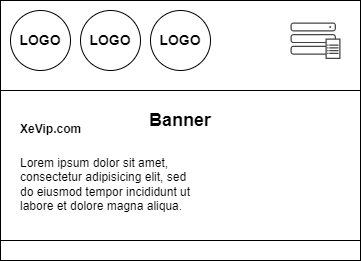 LOGO LOGO LOGO
Banner
XeVip.com
Lorem ipsum dolor sit amet,
consectetur adipisicing elit, sed
do eiusmod tempor incididunt ut
labore et dolore magna aliqua.